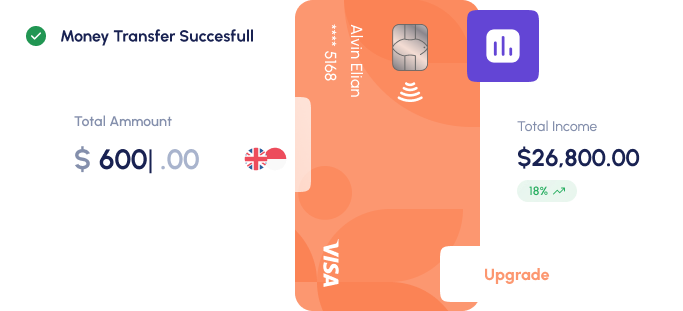 Money Transfer Succesfull
Total Ammount
$ 600| .00
Alvin Elian
**** 5168
VISA
Total Income
$26,800.00
18%
Upgrade